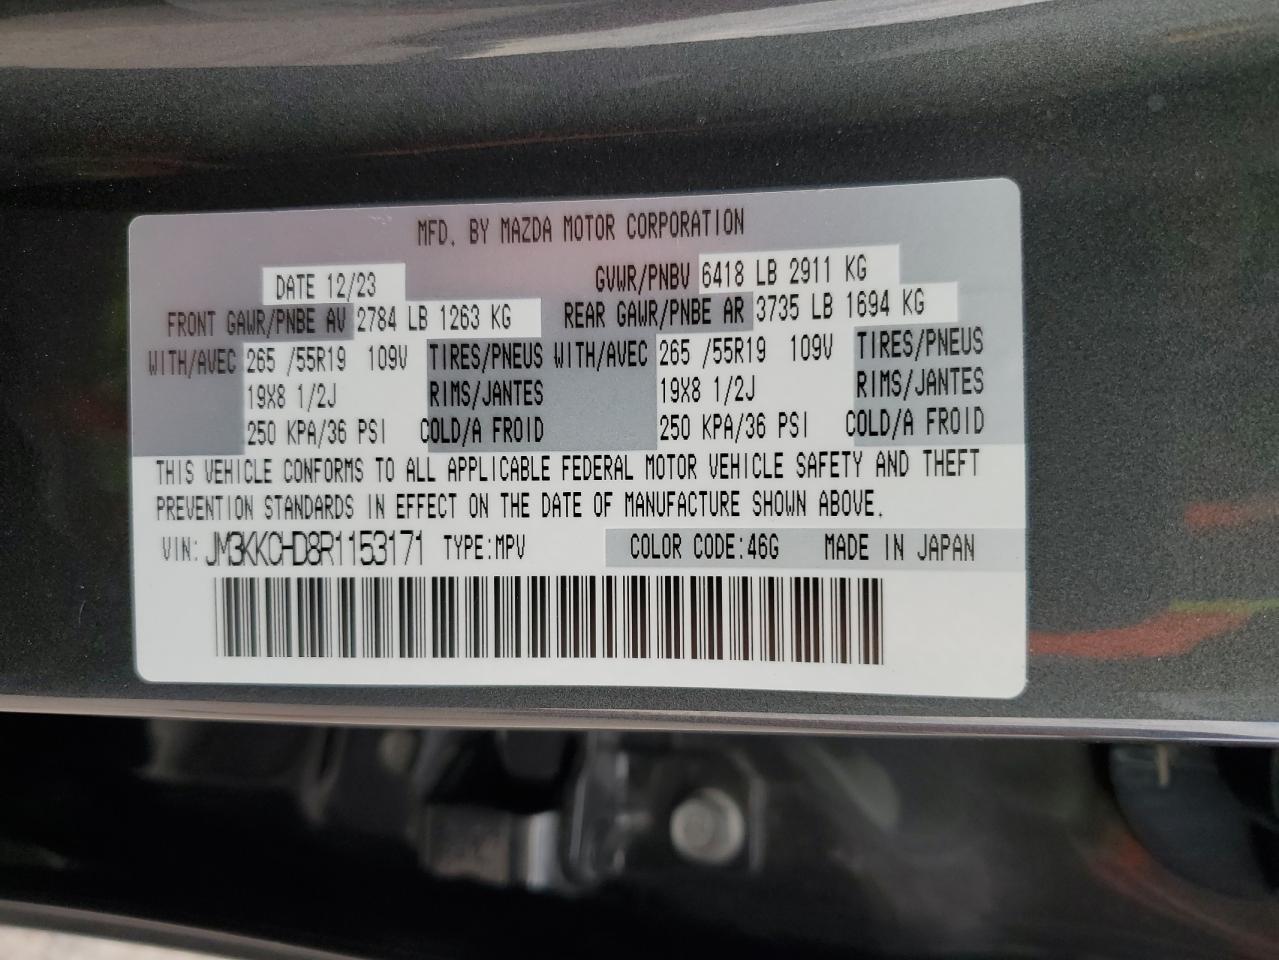 MFD. BY MAZDA MOTOR CORPORATION
DATE 12/23 GVWR/PNBV 6418 LB 2911 KG
FRONT GAWR/PNBE AV 2784 LB 1263 KG REAR GAWR/PNBE AR 3735 LB 1694 KG
WITH/AVEC 265 /55R19 109V TIRES/PNEUS WITH/AVEC 265 /55R19 109V TIRES/PNEUS
19X8 1/2J RIMS/JANTES 19X8 1/2J RIMS/JANTES
250 KPA/36 PSI COLD/A FROID 250 KPA/36 PSI COLD/A FROID
THIS VEHICLE CONFORMS TO ALL APPLICABLE FEDERAL MOTOR VEHICLE SAFETY AND THEFT
PREVENTION STANDARDS IN EFFECT ON THE DATE OF MANUFACTURE SHOWN ABOVE.
VIN: JM3KKCHD8R1153171 TYPE:MPV COLOR CODE:46G MADE IN JAPAN